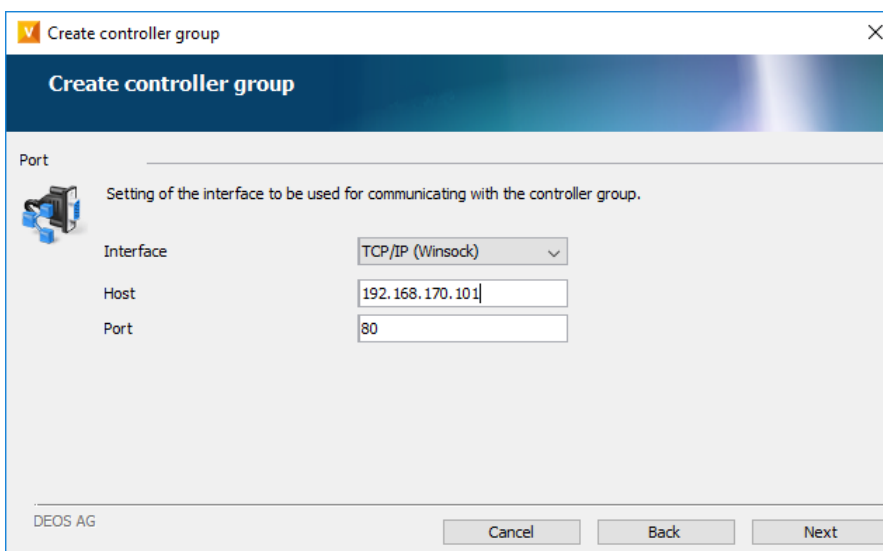 Create controller group
Create controller group
Port
Setting of the interface to be used for communicating with the controller group.
Interface TCP/IP (Winsock)
Host 192.168.170.101
Port 80
DEOS AG
Cancel Back Next